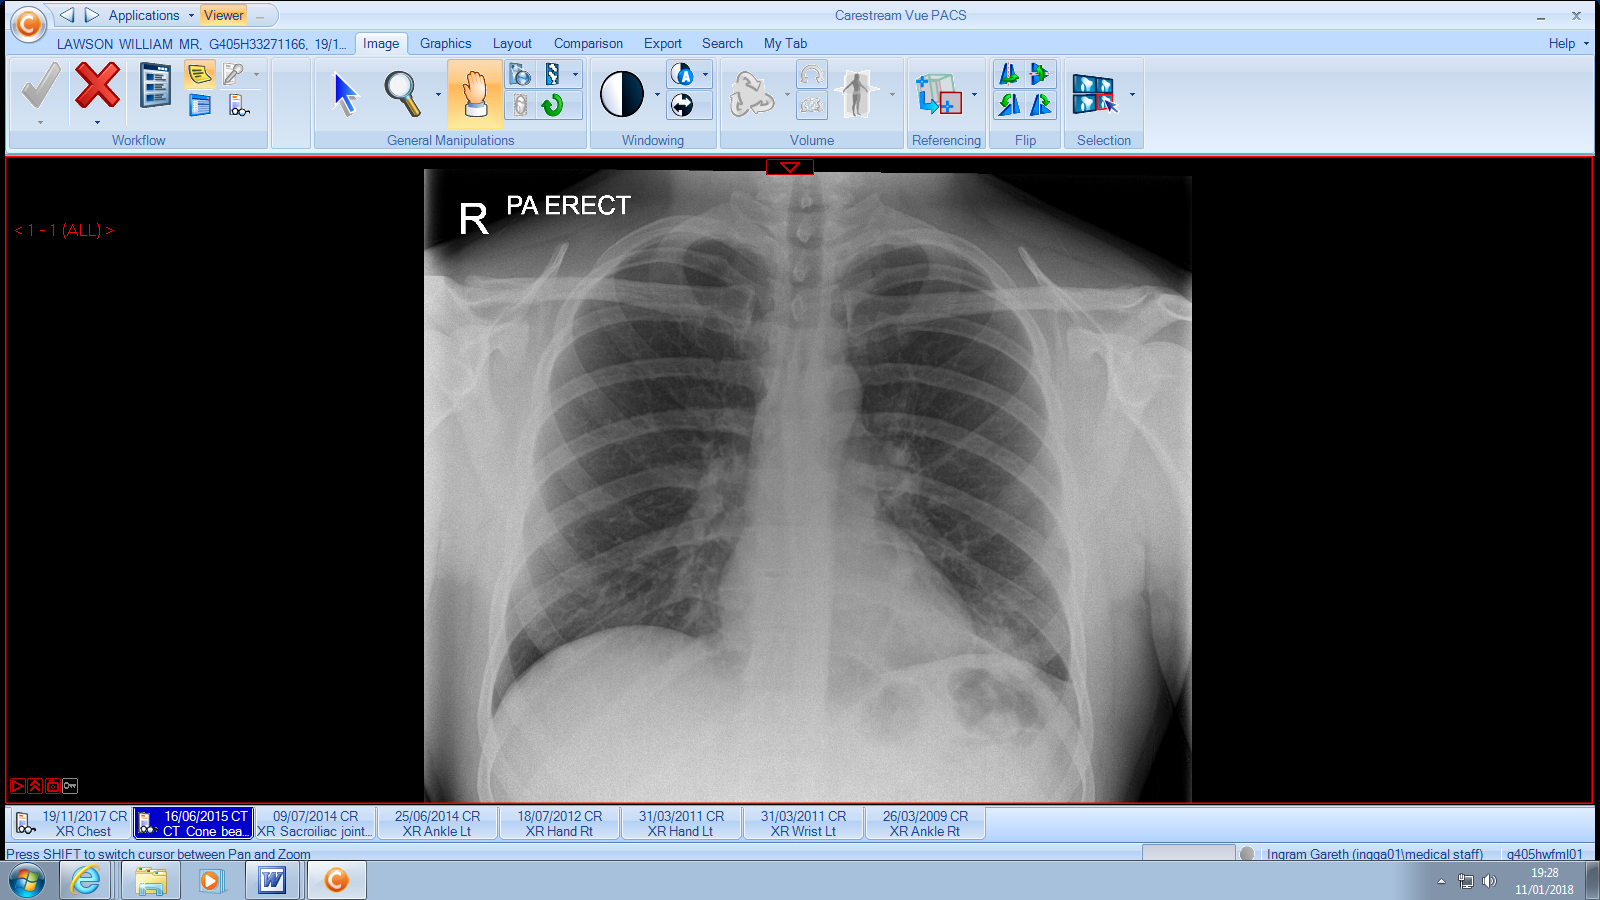 Applications
Viewer
Carestream Vue PACS
LAWSON WILLIAM MR, G405H33271166, 19/1...
Image
Graphics
Layout
Comparison
Export
Search
My Tab
Help
Workflow
General Manipulations
Windowing
Volume
Referencing
Flip
Selection
R
PA ERECT
< 1 - 1 (ALL) >
19/11/2017 CR
XR Chest
16/06/2015 CT
CT Cone bea...
09/07/2014 CR
XR Sacroiliac joint...
25/06/2014 CR
XR Ankle Lt
18/07/2012 CR
XR Hand Rt
31/03/2011 CR
XR Hand Lt
31/03/2011 CR
XR Wrist Lt
26/03/2009 CR
XR Ankle Rt
Press SHIFT to switch cursor between Pan and Zoom
Ingram Gareth (ingga01\medical staff)
g405hwfml01
19:28
11/01/2018